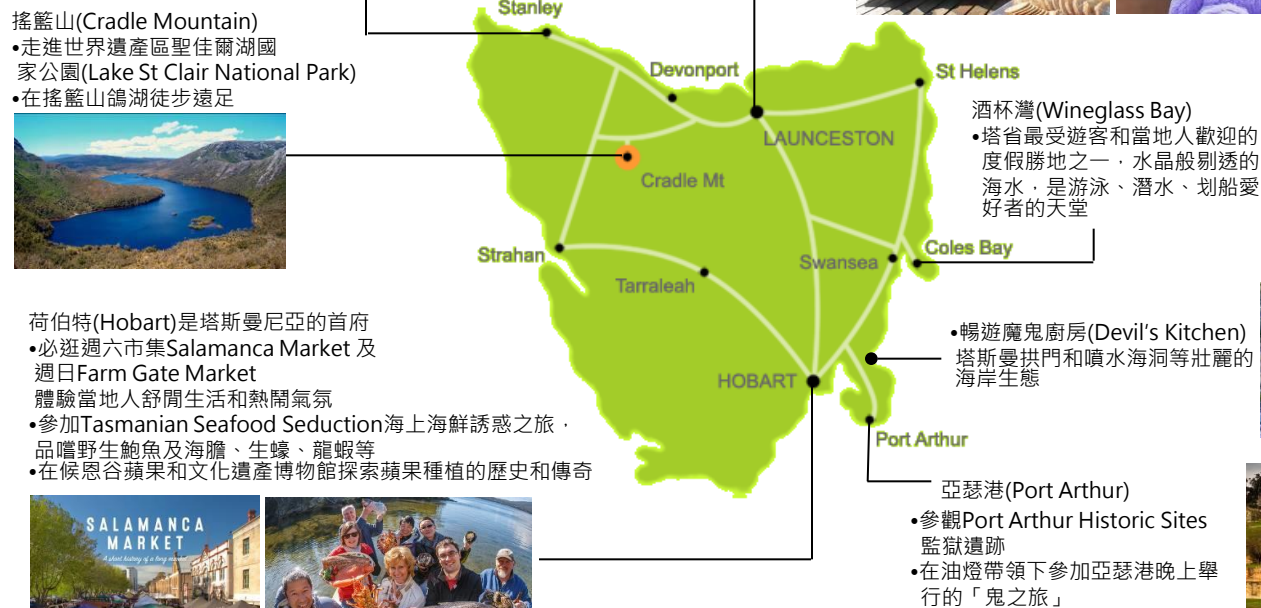 搖籃山(Cradle Mountain)
•走進世界遺產區聖佳爾湖國
家公園(Lake St Clair National Park)
•在搖籃山鴿湖徒步遠足
Stanley
Devonport
St Helens
LAUNCESTON
Cradle Mt
Strahan
Tarraleah
Swansea
Coles Bay
HOBART
Port Arthur
酒杯灣(Wineglass Bay)
•塔省最受遊客和當地人歡迎的
度假勝地之一，水晶般剔透的
海水，是游泳、潛水、划船愛
好者的天堂
•暢遊魔鬼廚房(Devil's Kitchen)
塔斯曼拱門和噴水海洞等壯麗的
海岸生態
荷伯特(Hobart)是塔斯曼尼亞的首府
•必逛週六市集Salamanca Market 及
週日Farm Gate Market
體驗當地人舒閒生活和熱鬧氣氛
•參加Tasmanian Seafood Seduction海上海鮮誘惑之旅，
品嚐野生鮑魚及海膽、生蠔、龍蝦等
•在候恩谷蘋果和文化遺產博物館探索蘋果種植的歷史和傳奇
SALAMANCA
MARKET
A short history of a long market
亞瑟港(Port Arthur)
•參觀Port Arthur Historic Sites
監獄遺跡
•在油燈帶領下參加亞瑟港晚上舉
行的「鬼之旅」